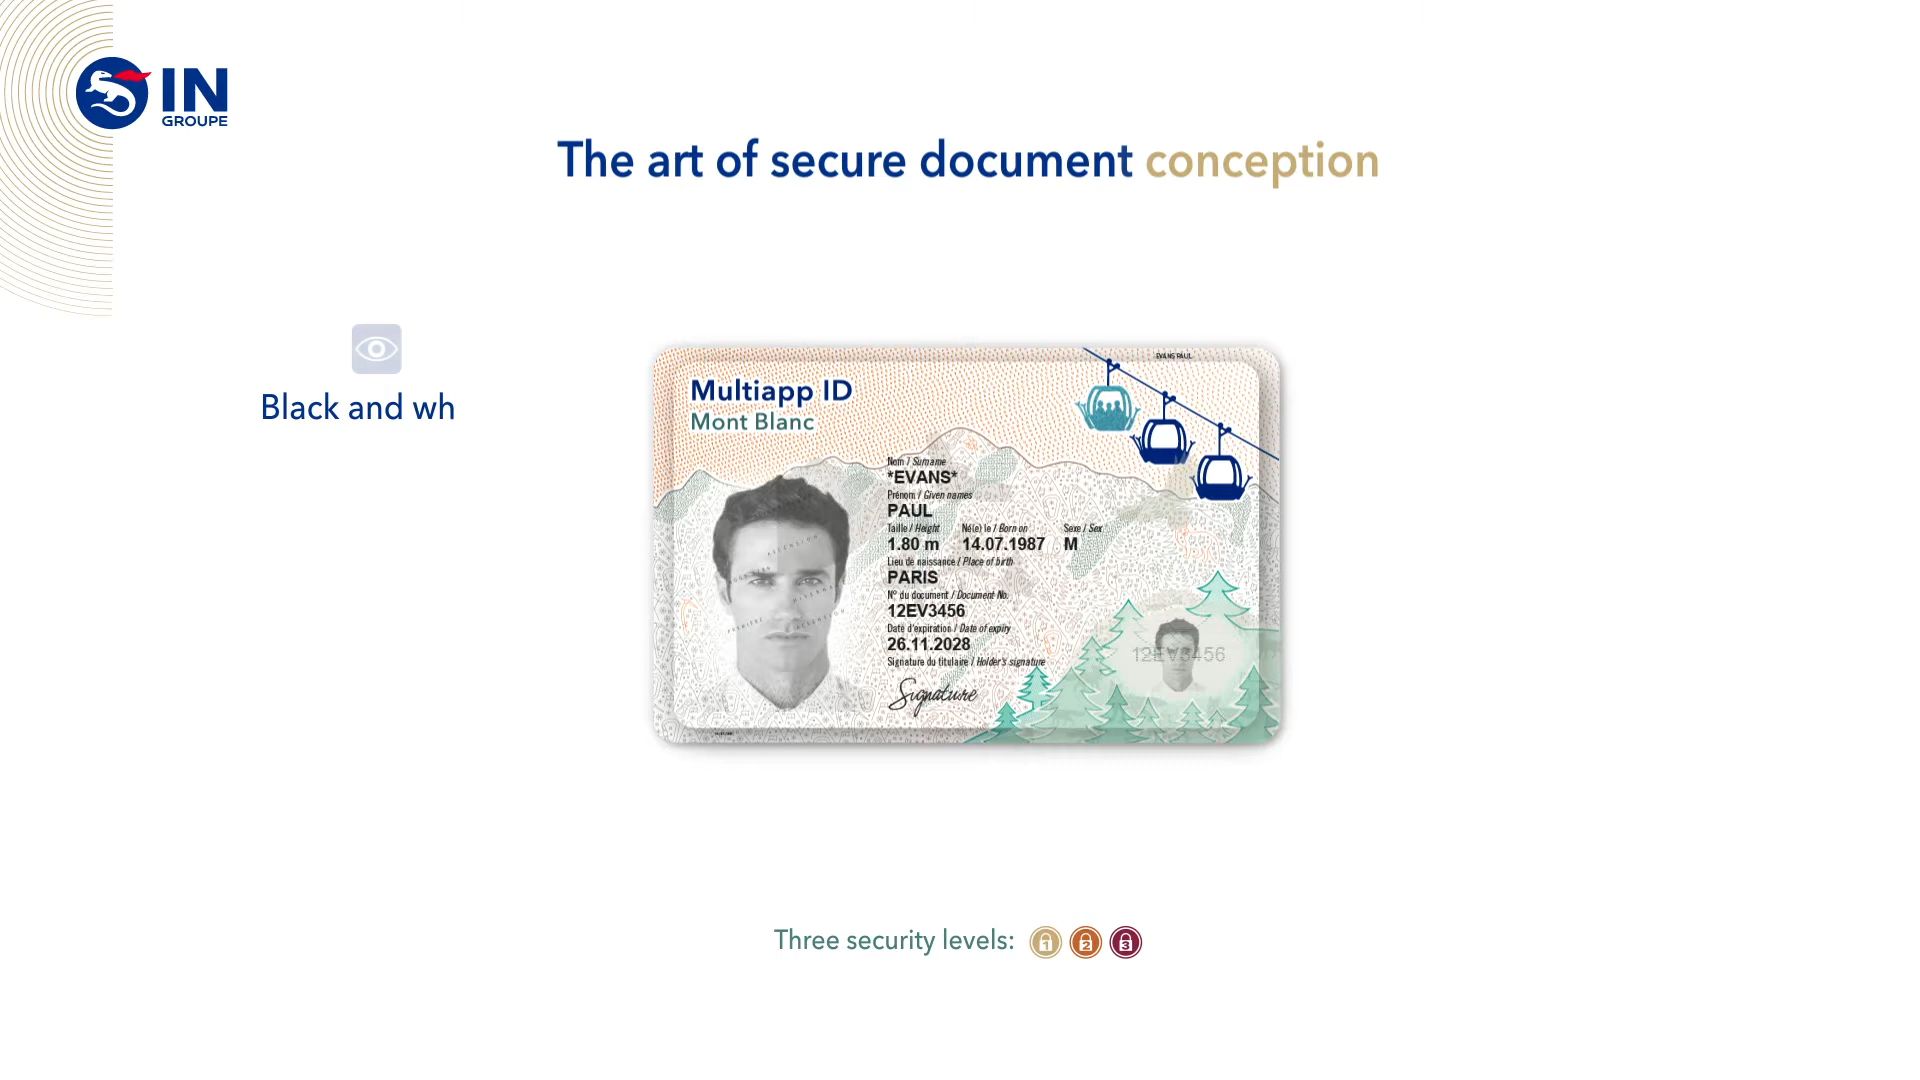 IN
GROUPE
The art of secure document conception
Black and wh
EVANS PAUL
Multiapp ID
Mont Blanc
Nom / Surname
*EVANS*
Prénom / Given names
PAUL
Taille / Height Né(e) le / Born on Sexe / Sex
1.80 m 14.07.1987 M
Lieu de naissance / Place of birth
PARIS
N° du document / Document No.
12EV3456
Date d'expiration / Date of expiry
26.11.2028
Signature du titulaire / Holder's signature
Signature
12EV3456
ASCENSION
PREMIÈRE ASCENSION
Three security levels: 1 2 3